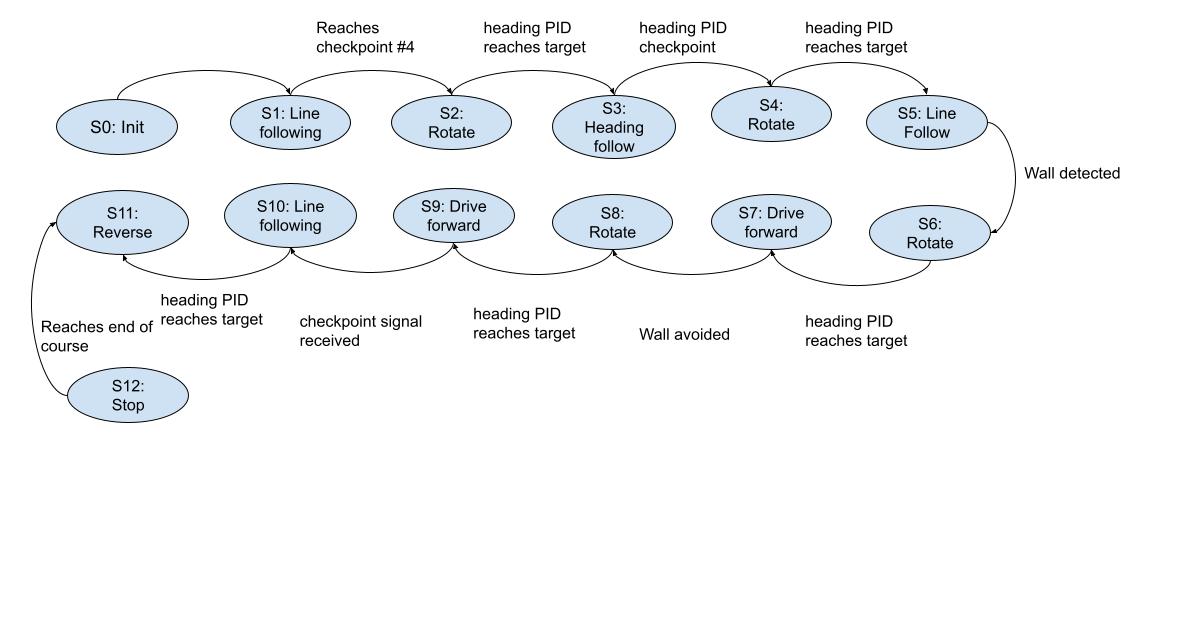 Reaches
checkpoint #4
heading PID
reaches target
heading PID
checkpoint
heading PID
reaches target
S0: Init
S1: Line
following
S2:
Rotate
S3:
Heading
follow
S4:
Rotate
S5: Line
Follow
Wall detected
S11:
Reverse
S10: Line
following
S9: Drive
forward
S8:
Rotate
S7: Drive
forward
S6:
Rotate
heading PID
reaches target
checkpoint signal
received
heading PID
reaches target
Wall avoided
heading PID
reaches target
Reaches end of
course
S12:
Stop